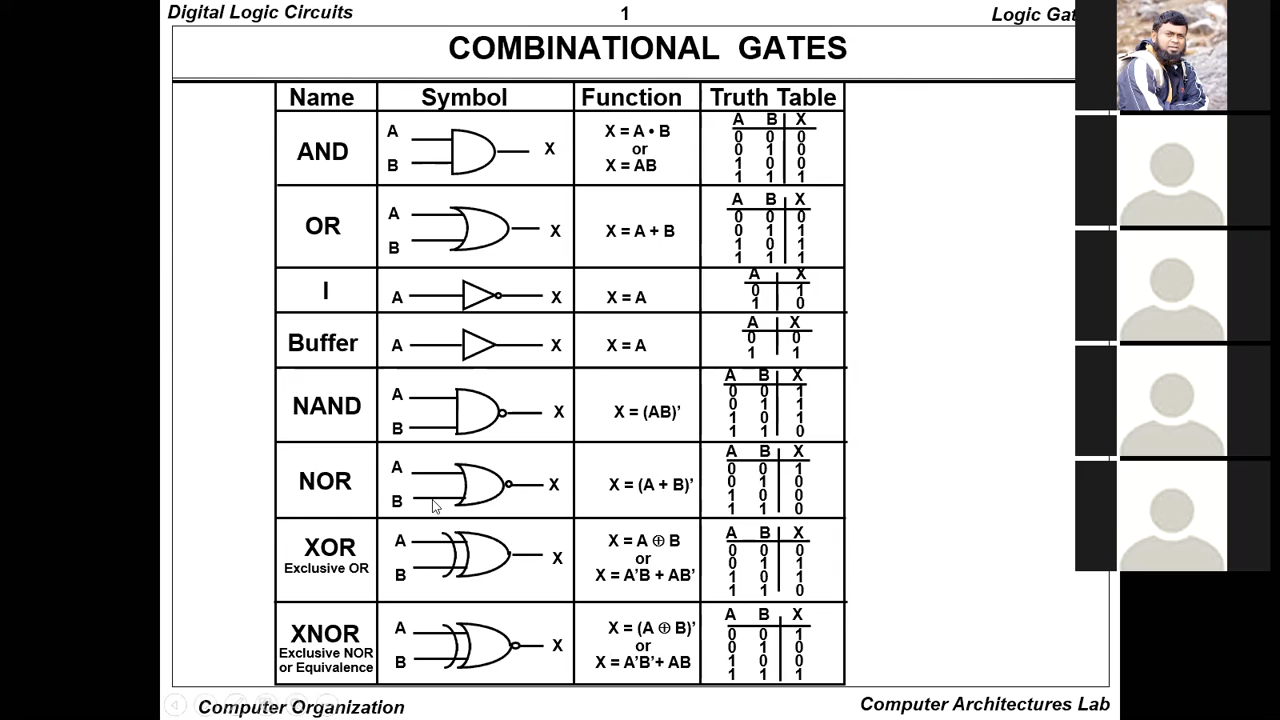 Digital Logic Circuits 1 Logic Gat
COMBINATIONAL GATES
Name Symbol Function Truth Table
AND
A
B
X
X = A • B
or
X = AB
A B X
0 0 0
0 1 0
1 0 0
1 1 1
OR
A
B
X
X = A + B
A B X
0 0 0
0 1 1
1 0 1
1 1 1
I
A X
X = A
A X
0 1
1 0
Buffer
A X
X = A
A X
0 0
1 1
NAND
A
B
X
X = (AB)’
A B X
0 0 1
0 1 1
1 0 1
1 1 0
NOR
A
B
X
X = (A + B)’
A B X
0 0 1
0 1 0
1 0 0
1 1 0
XOR
Exclusive OR
A
B
X
X = A ⊕ B
or
X = A’B + AB’
A B X
0 0 0
0 1 1
1 0 1
1 1 0
XNOR
Exclusive NOR
or Equivalence
A
B
X
X = (A ⊕ B)’
or
X = A’B’+ AB
A B X
0 0 1
0 1 0
1 0 0
1 1 1
Computer Organization Computer Architectures Lab